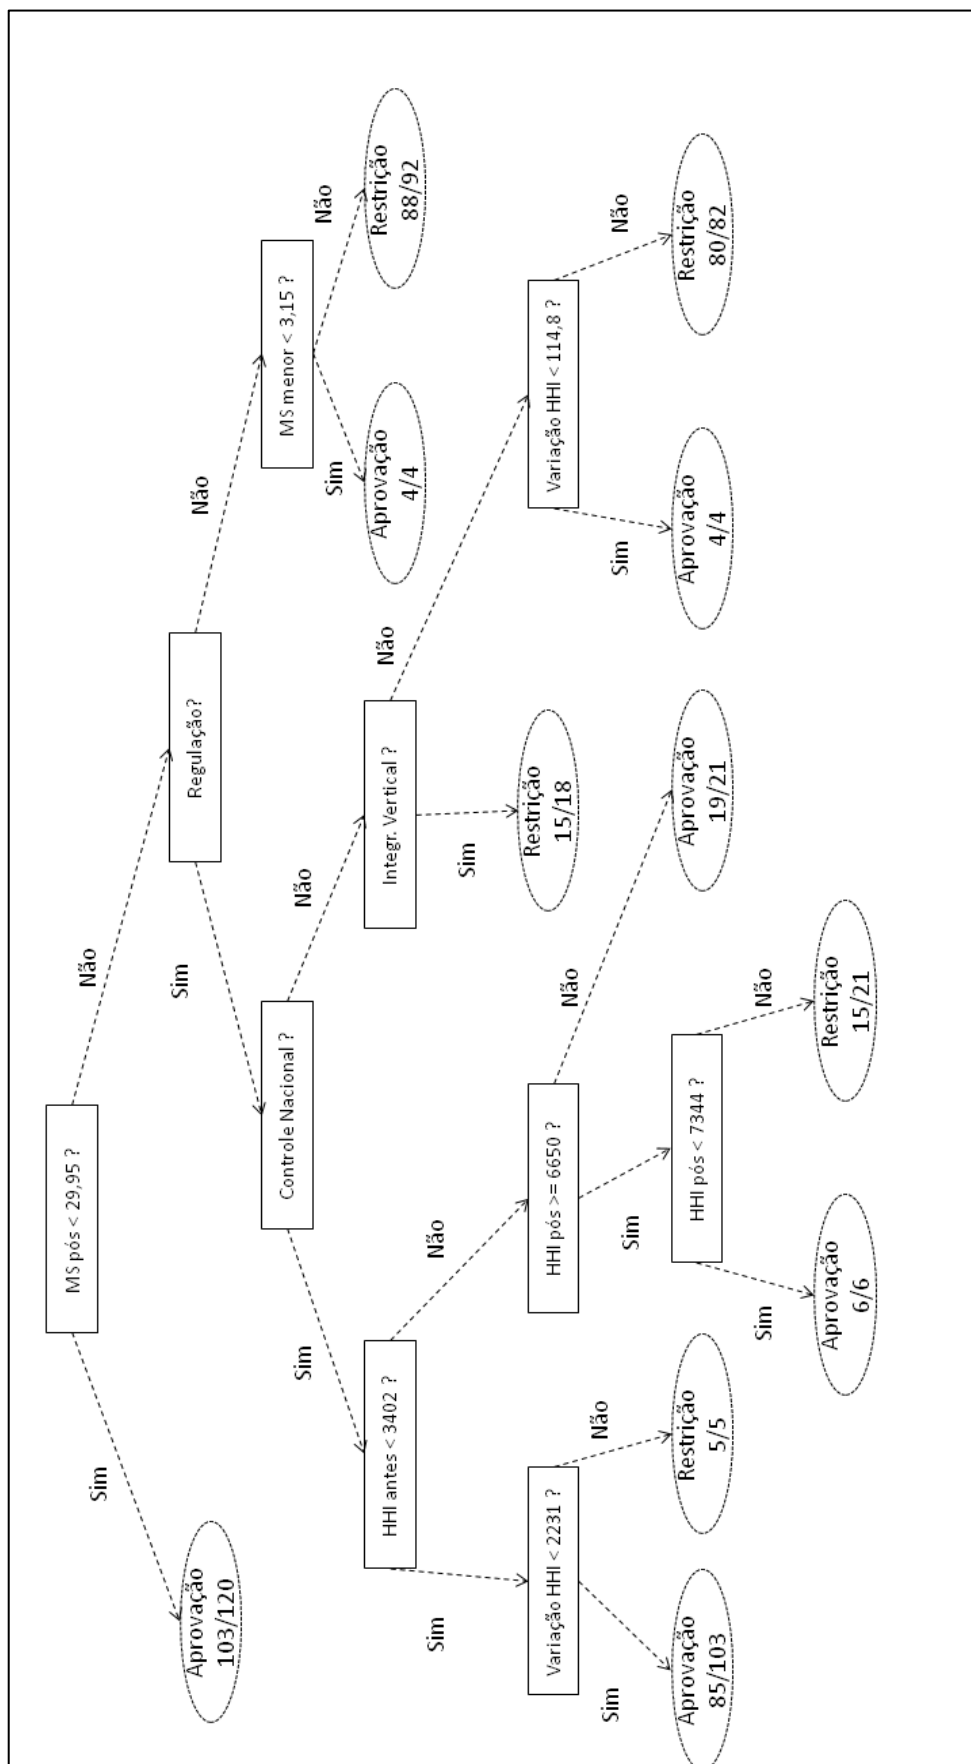 MS pós < 29,95 ?
Sim
Não
Aprovação
103/120
Regulação?
Sim
Não
Controle Nacional ?
Sim
Não
MS menor < 3,15 ?
Sim
Não
Aprovação
4/4
Restrição
88/92
HHI antes < 3402 ?
Sim
Não
Integr. Vertical ?
Sim
Não
Variação HHI < 2231 ?
Sim
Não
HHI pós >= 6650 ?
Sim
Não
Restrição
15/18
Variação HHI < 114,8 ?
Sim
Não
Aprovação
85/103
Restrição
5/5
HHI pós < 7344 ?
Sim
Não
Aprovação
19/21
Aprovação
4/4
Restrição
80/82
Aprovação
6/6
Restrição
15/21